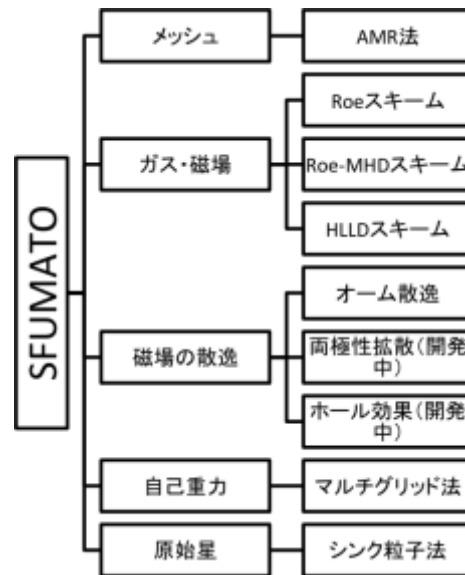 SFUMATO
メッシュ
AMR法
ガス・磁場
Roeスキーム
Roe-MHDスキーム
HLLDスキーム
磁場の散逸
オーム散逸
両極性拡散(開発
中)
ホール効果(開発
中)
自己重力
マルチグリッド法
原始星
シンク粒子法